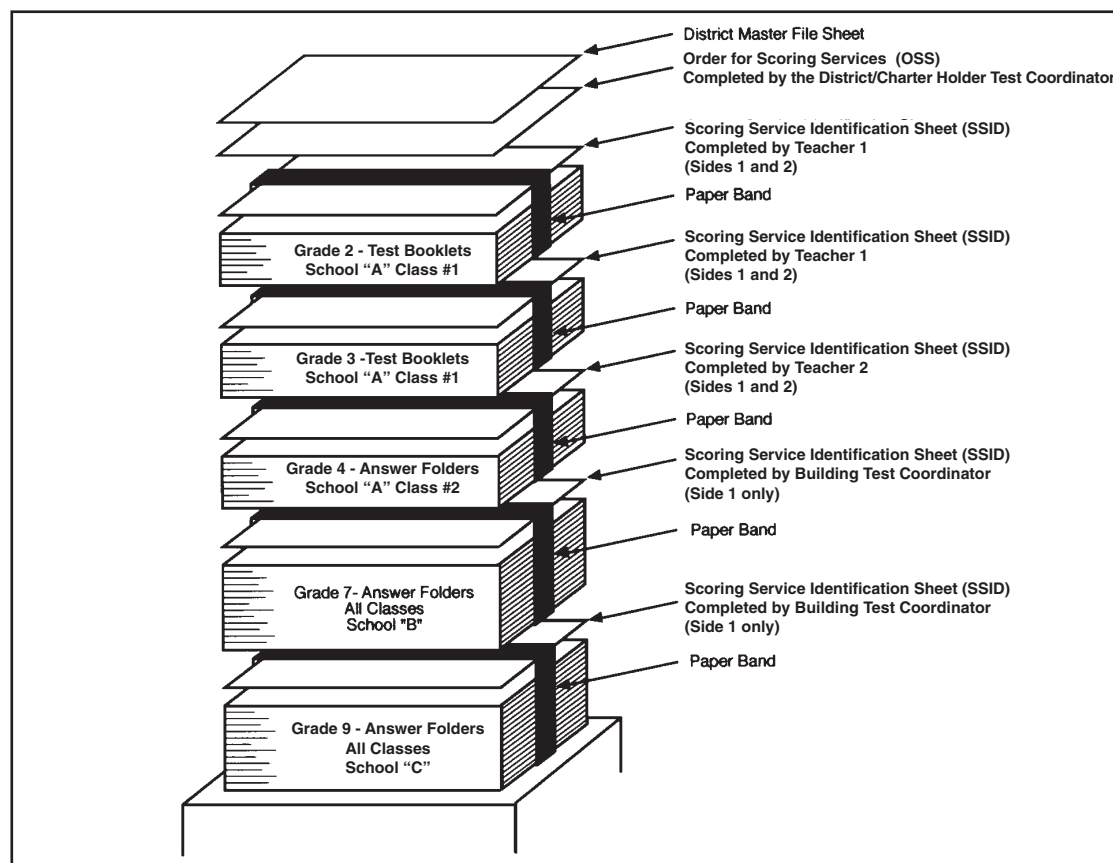 District Master File Sheet
Order for Scoring Services (OSS)
Completed by the District/Charter Holder Test Coordinator
Scoring Service Identification Sheet (SSID)
Completed by Teacher 1
(Sides 1 and 2)
Paper Band
Grade 2 - Test Booklets
School “A” Class #1
Scoring Service Identification Sheet (SSID)
Completed by Teacher 1
(Sides 1 and 2)
Paper Band
Grade 3 -Test Booklets
School “A” Class #1
Scoring Service Identification Sheet (SSID)
Completed by Teacher 2
(Sides 1 and 2)
Paper Band
Grade 4 - Answer Folders
School “A” Class #2
Scoring Service Identification Sheet (SSID)
Completed by Building Test Coordinator
(Side 1 only)
Paper Band
Grade 7- Answer Folders
All Classes
School "B"
Scoring Service Identification Sheet (SSID)
Completed by Building Test Coordinator
(Side 1 only)
Paper Band
Grade 9 - Answer Folders
All Classes
School “C”